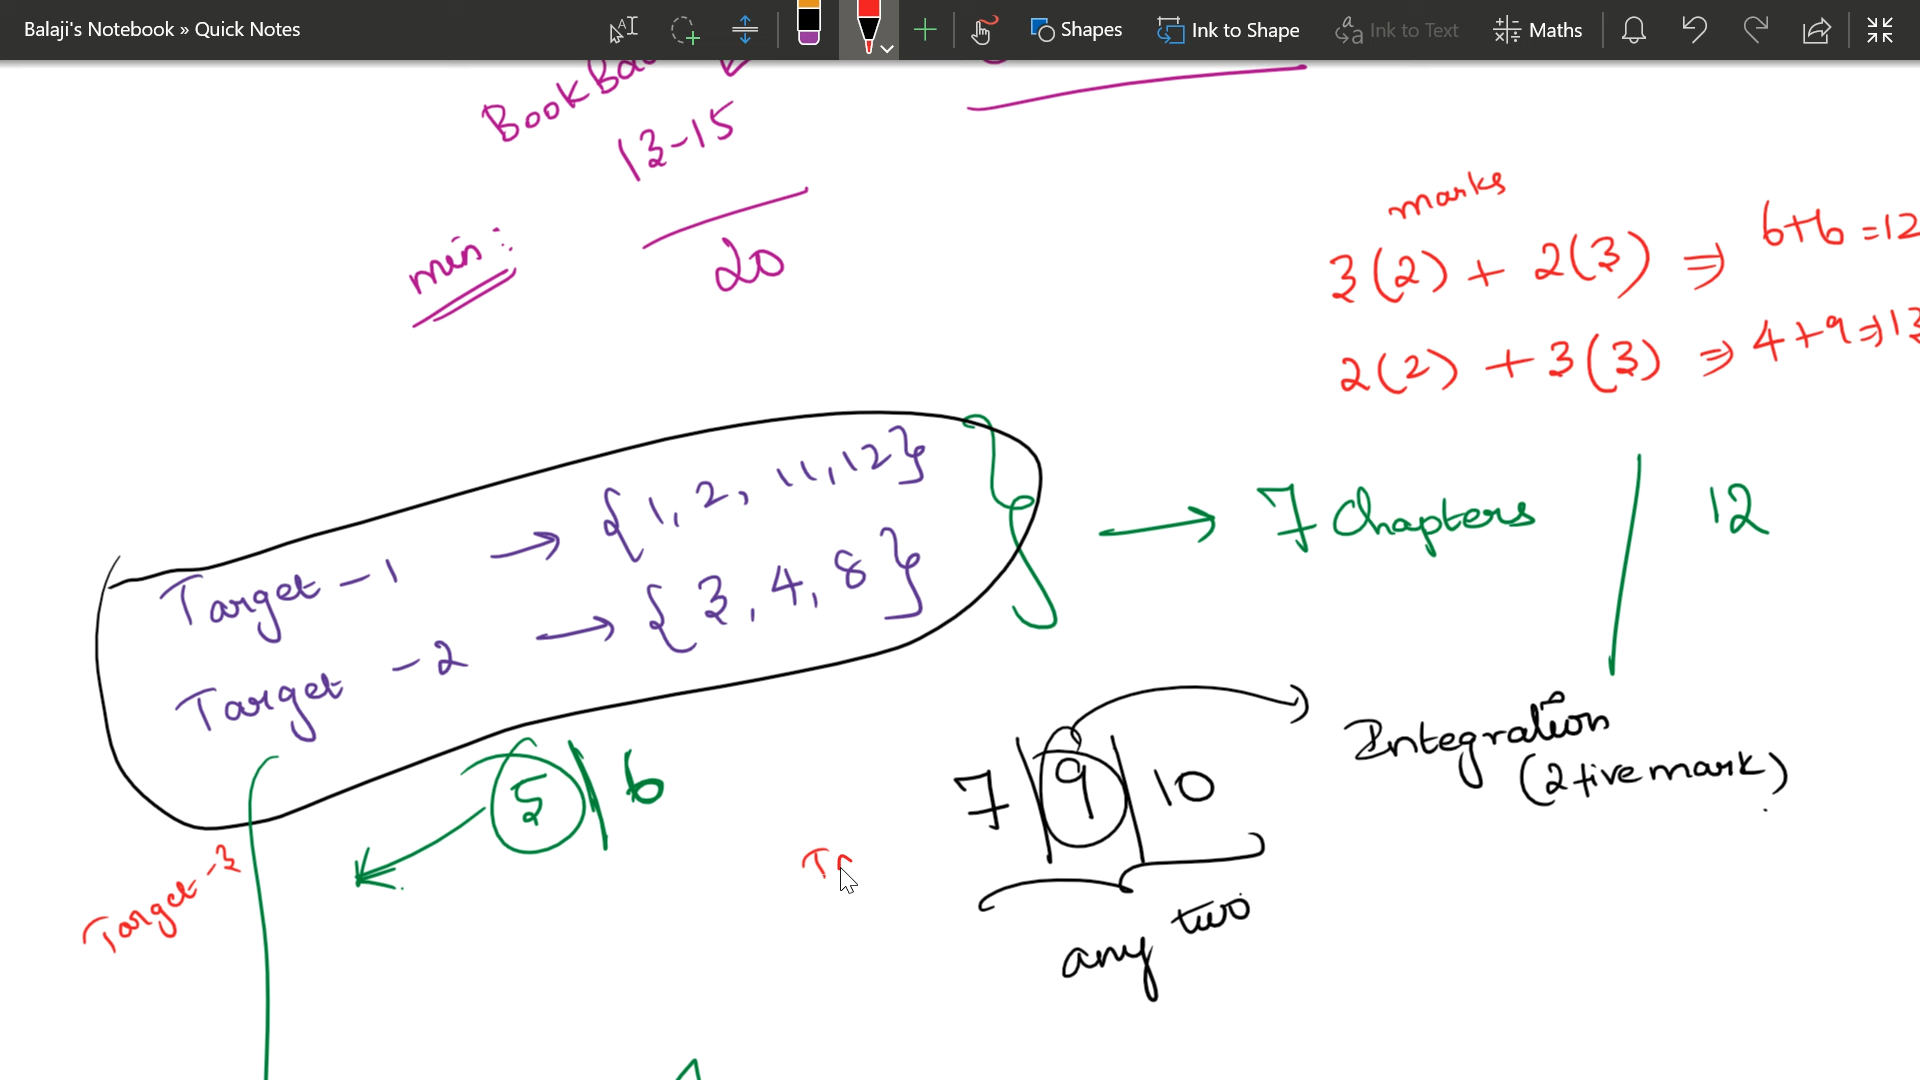 Balaji's Notebook » Quick Notes
Shapes
Ink to Shape
Ink to Text
Maths
13-15
20
min:
marks
3(2) + 2(3) ⇒ 6+6=12
2(2) + 3(3) ⇒ 4+9⇒13
Target-1 → {1, 2, 11, 12}
Target-2 → {3, 4, 8}
→ 7 Chapters | 12
5 | 6
7 | 9 | 10
Integration
(2 five mark)
any two
Target-3
T